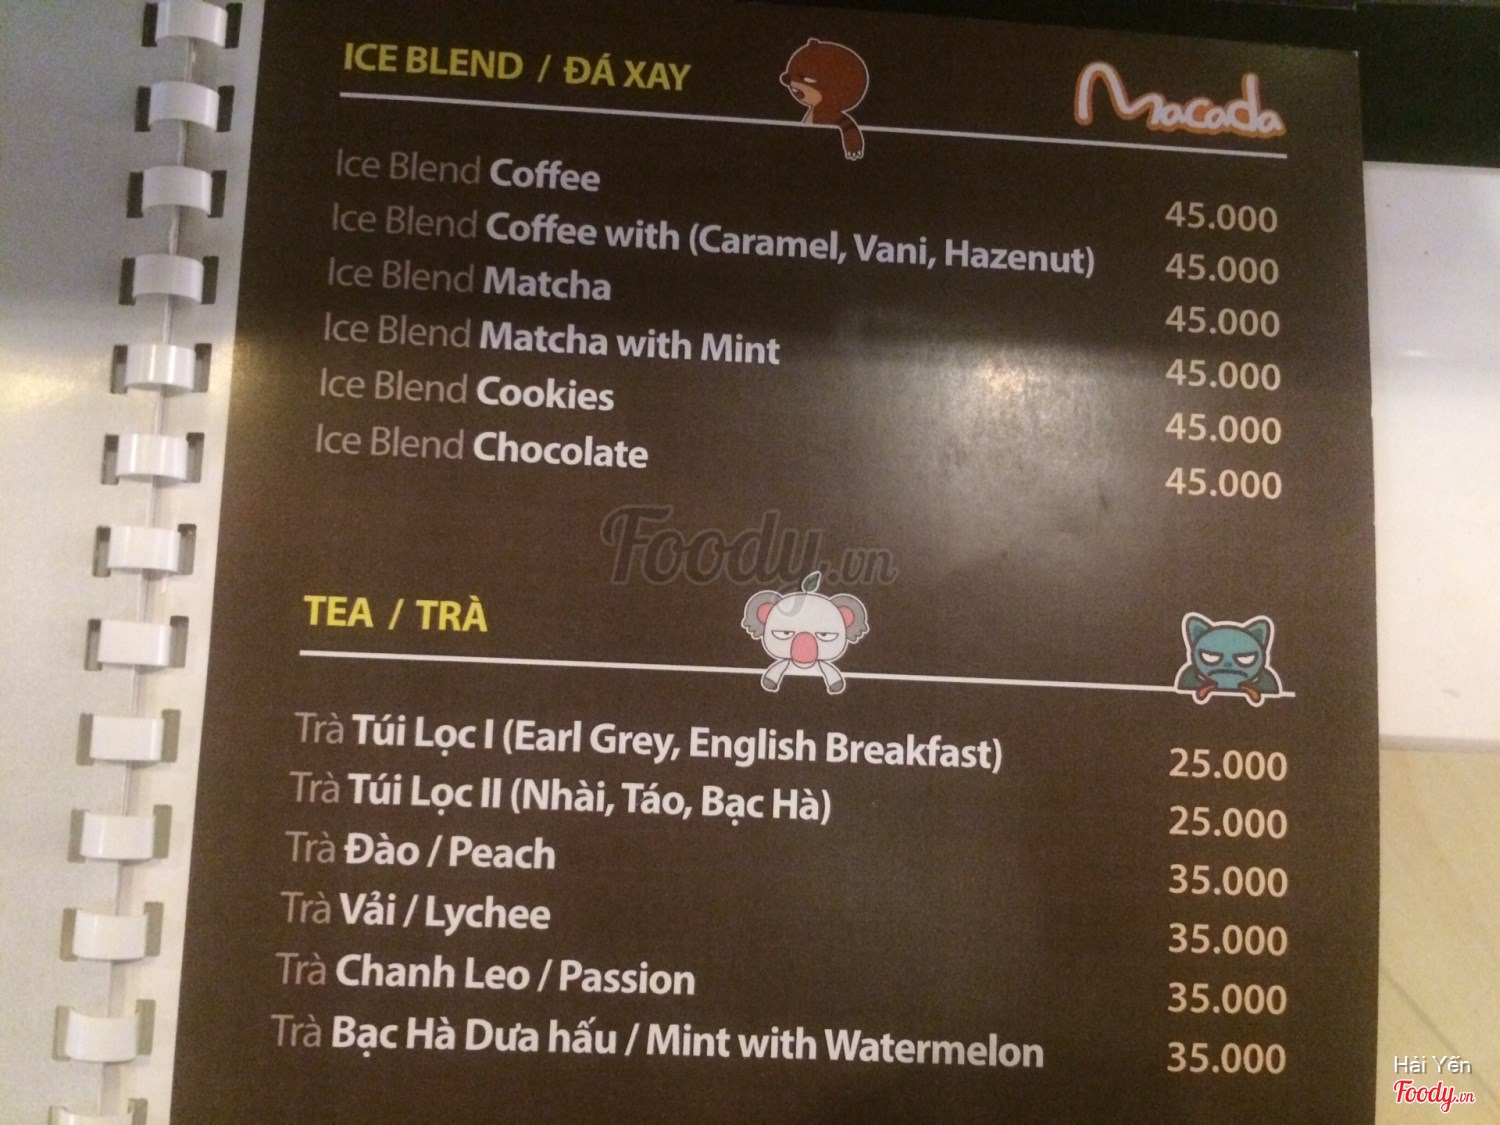 ICE BLEND / ĐÁ XAY
Macada
Ice Blend Coffee 45.000
Ice Blend Coffee with (Caramel, Vani, Hazenut) 45.000
Ice Blend Matcha 45.000
Ice Blend Matcha with Mint 45.000
Ice Blend Cookies 45.000
Ice Blend Chocolate 45.000
Foody.vn
TEA / TRÀ
Trà Túi Lọc I (Earl Grey, English Breakfast) 25.000
Trà Túi Lọc II (Nhài, Táo, Bạc Hà) 25.000
Trà Đào / Peach 35.000
Trà Vải / Lychee 35.000
Trà Chanh Leo / Passion 35.000
Trà Bạc Hà Dưa hấu / Mint with Watermelon 35.000
Hải Yến
Foody.vn